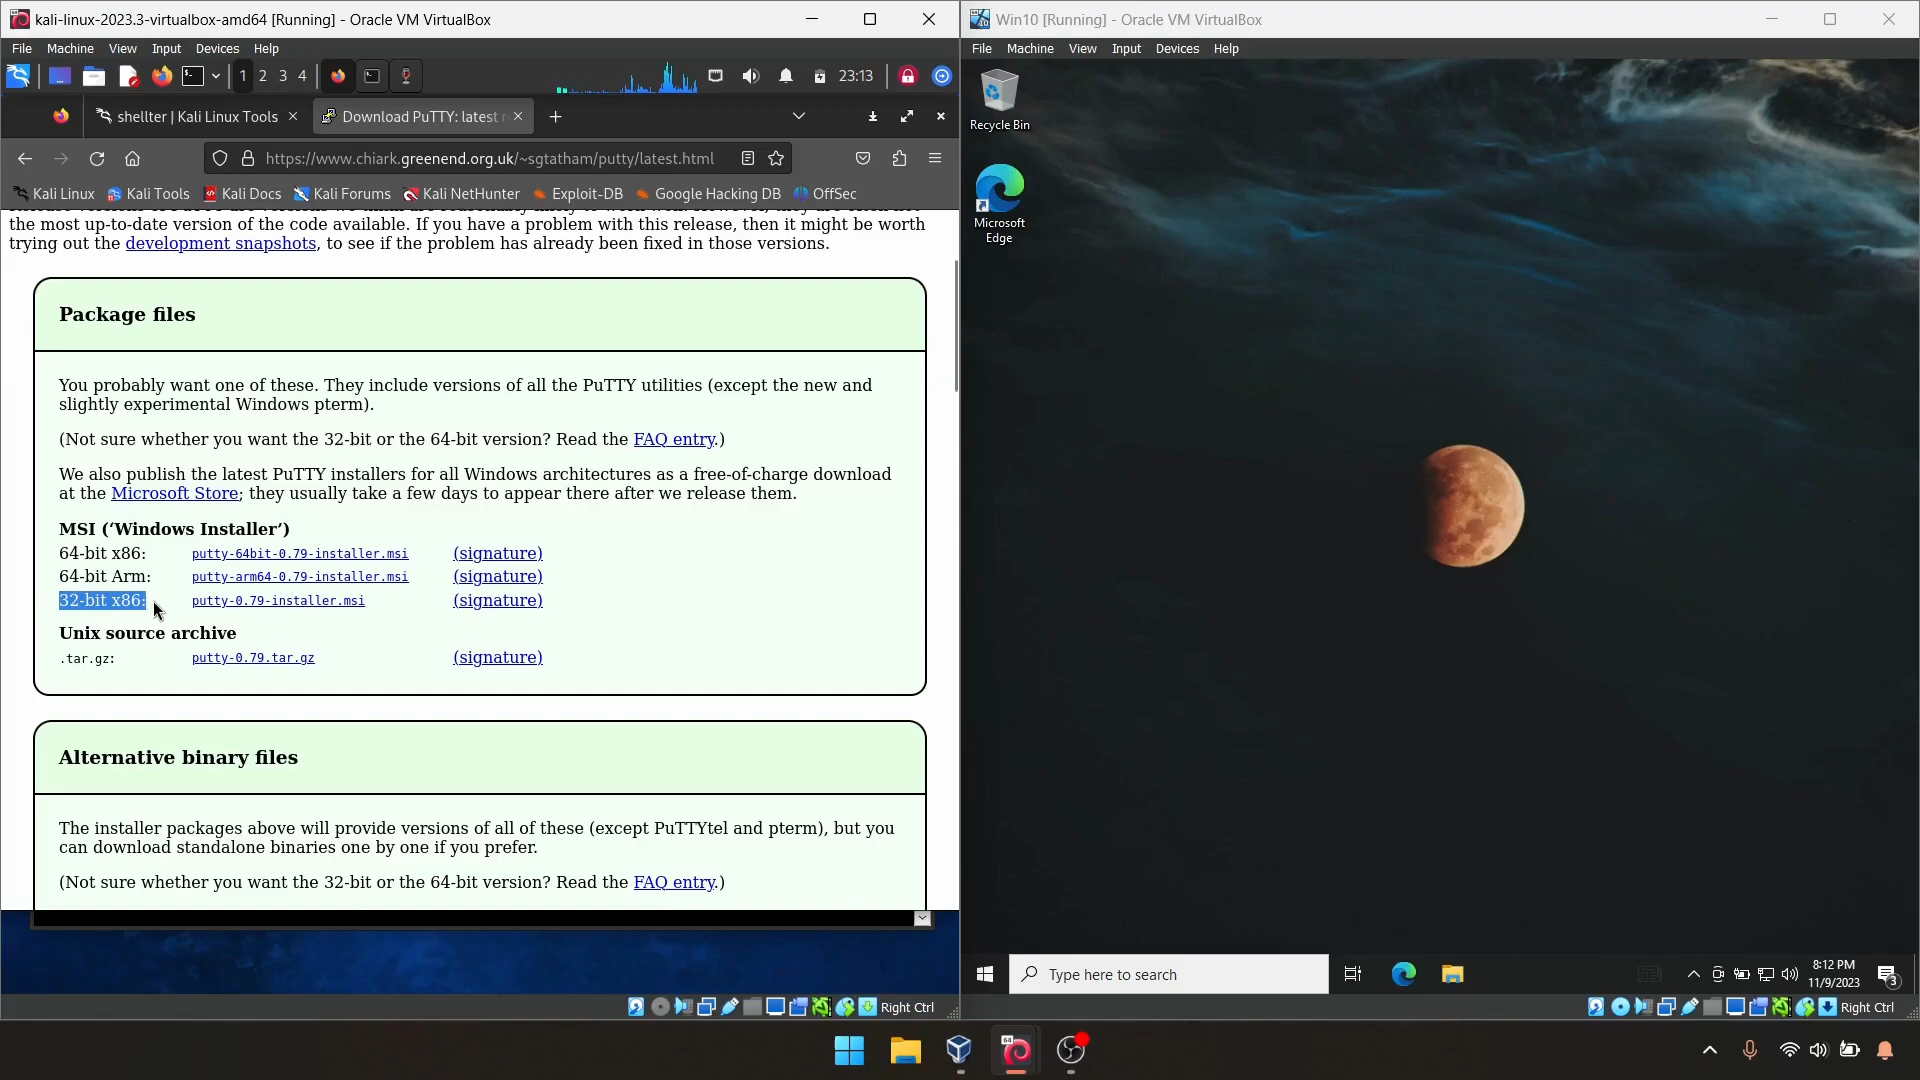 kali-linux-2023.3-virtualbox-amd64 [Running] - Oracle VM VirtualBox
File Machine View Input Devices Help
1 2 3 4 23:13
shellter | Kali Linux Tools
Download PuTTY: latest r
https://www.chiark.greenend.org.uk/~sgtatham/putty/latest.html
Kali Linux Kali Tools Kali Docs Kali Forums Kali NetHunter Exploit-DB Google Hacking DB OffSec
the most up-to-date version of the code available. If you have a problem with this release, then it might be worth
trying out the development snapshots, to see if the problem has already been fixed in those versions.
Package files
You probably want one of these. They include versions of all the PuTTY utilities (except the new and
slightly experimental Windows pterm).
(Not sure whether you want the 32-bit or the 64-bit version? Read the FAQ entry.)
We also publish the latest PuTTY installers for all Windows architectures as a free-of-charge download
at the Microsoft Store; they usually take a few days to appear there after we release them.
MSI (‘Windows Installer’)
64-bit x86: putty-64bit-0.79-installer.msi (signature)
64-bit Arm: putty-arm64-0.79-installer.msi (signature)
32-bit x86: putty-0.79-installer.msi (signature)
Unix source archive
.tar.gz: putty-0.79.tar.gz (signature)
Alternative binary files
The installer packages above will provide versions of all of these (except PuTTYtel and pterm), but you
can download standalone binaries one by one if you prefer.
(Not sure whether you want the 32-bit or the 64-bit version? Read the FAQ entry.)
Right Ctrl
Win10 [Running] - Oracle VM VirtualBox
File Machine View Input Devices Help
Recycle Bin
Microsoft
Edge
Type here to search
8:12 PM
11/9/2023
3
Right Ctrl
64